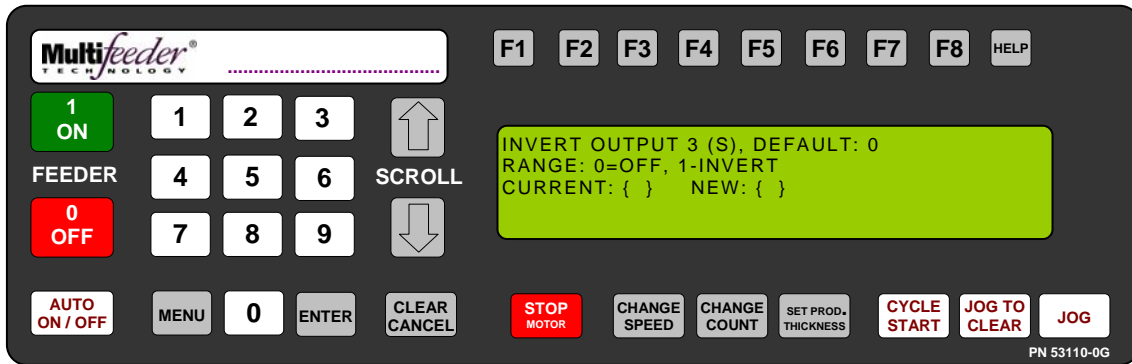 Multifeeder®
TECHNOLOGY
F1 F2 F3 F4 F5 F6 F7 F8 HELP
1
ON
FEEDER
0
OFF
1 2 3
4 5 6
7 8 9
SCROLL
INVERT OUTPUT 3 (S), DEFAULT: 0
RANGE: 0=OFF, 1-INVERT
CURRENT: { } NEW: { }
AUTO
ON / OFF
MENU
0
ENTER
CLEAR
CANCEL
STOP
MOTOR
CHANGE
SPEED
CHANGE
COUNT
SET PROD.
THICKNESS
CYCLE
START
JOG TO
CLEAR
JOG
PN 53110-0G